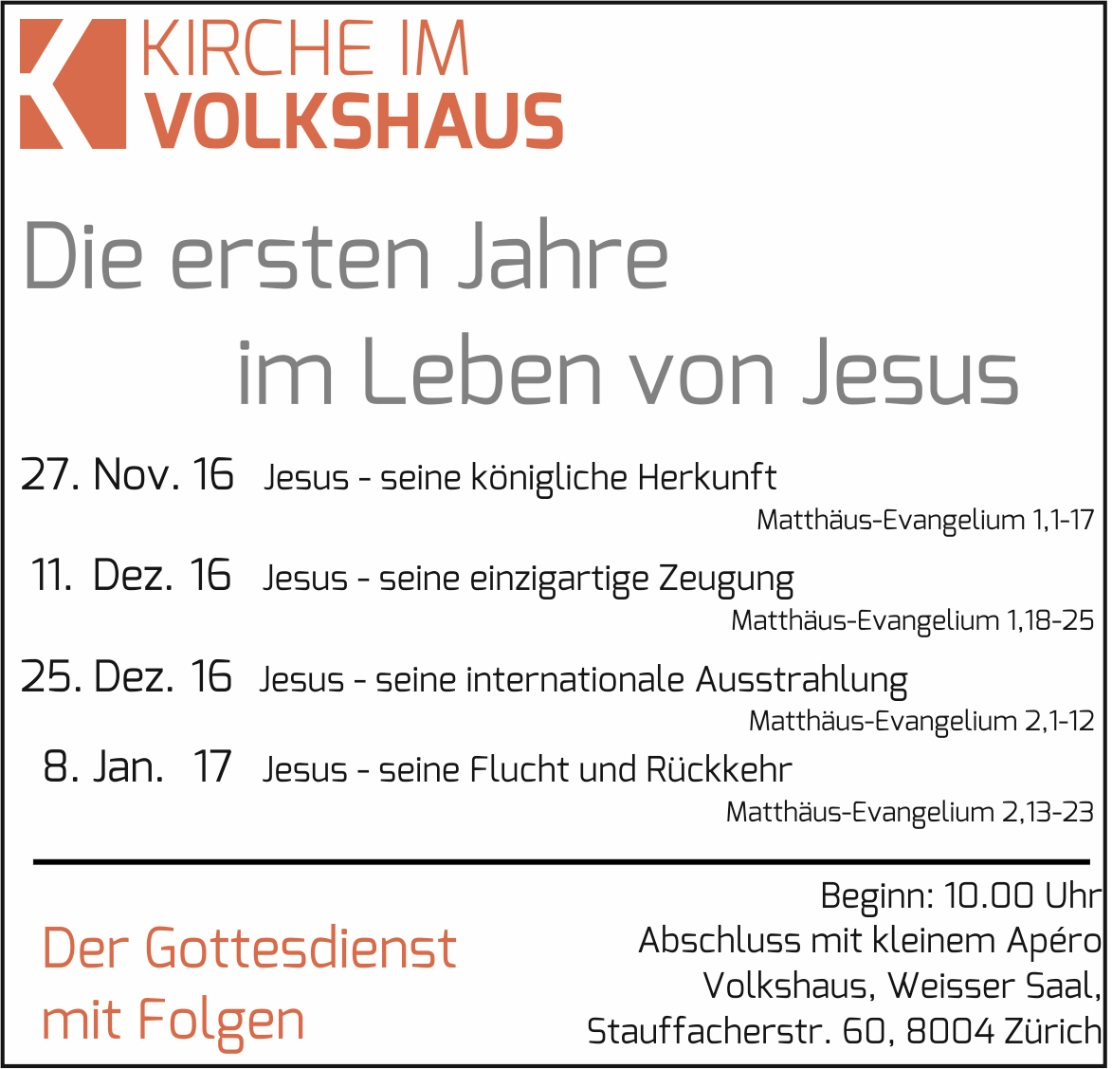 KIRCHE IM
VOLKSHAUS
Die ersten Jahre
im Leben von Jesus
27. Nov. 16 Jesus - seine königliche Herkunft
Matthäus-Evangelium 1,1-17
11. Dez. 16 Jesus - seine einzigartige Zeugung
Matthäus-Evangelium 1,18-25
25. Dez. 16 Jesus - seine internationale Ausstrahlung
Matthäus-Evangelium 2,1-12
8. Jan. 17 Jesus - seine Flucht und Rückkehr
Matthäus-Evangelium 2,13-23
Der Gottesdienst
mit Folgen
Beginn: 10.00 Uhr
Abschluss mit kleinem Apéro
Volkshaus, Weisser Saal,
Stauffacherstr. 60, 8004 Zürich